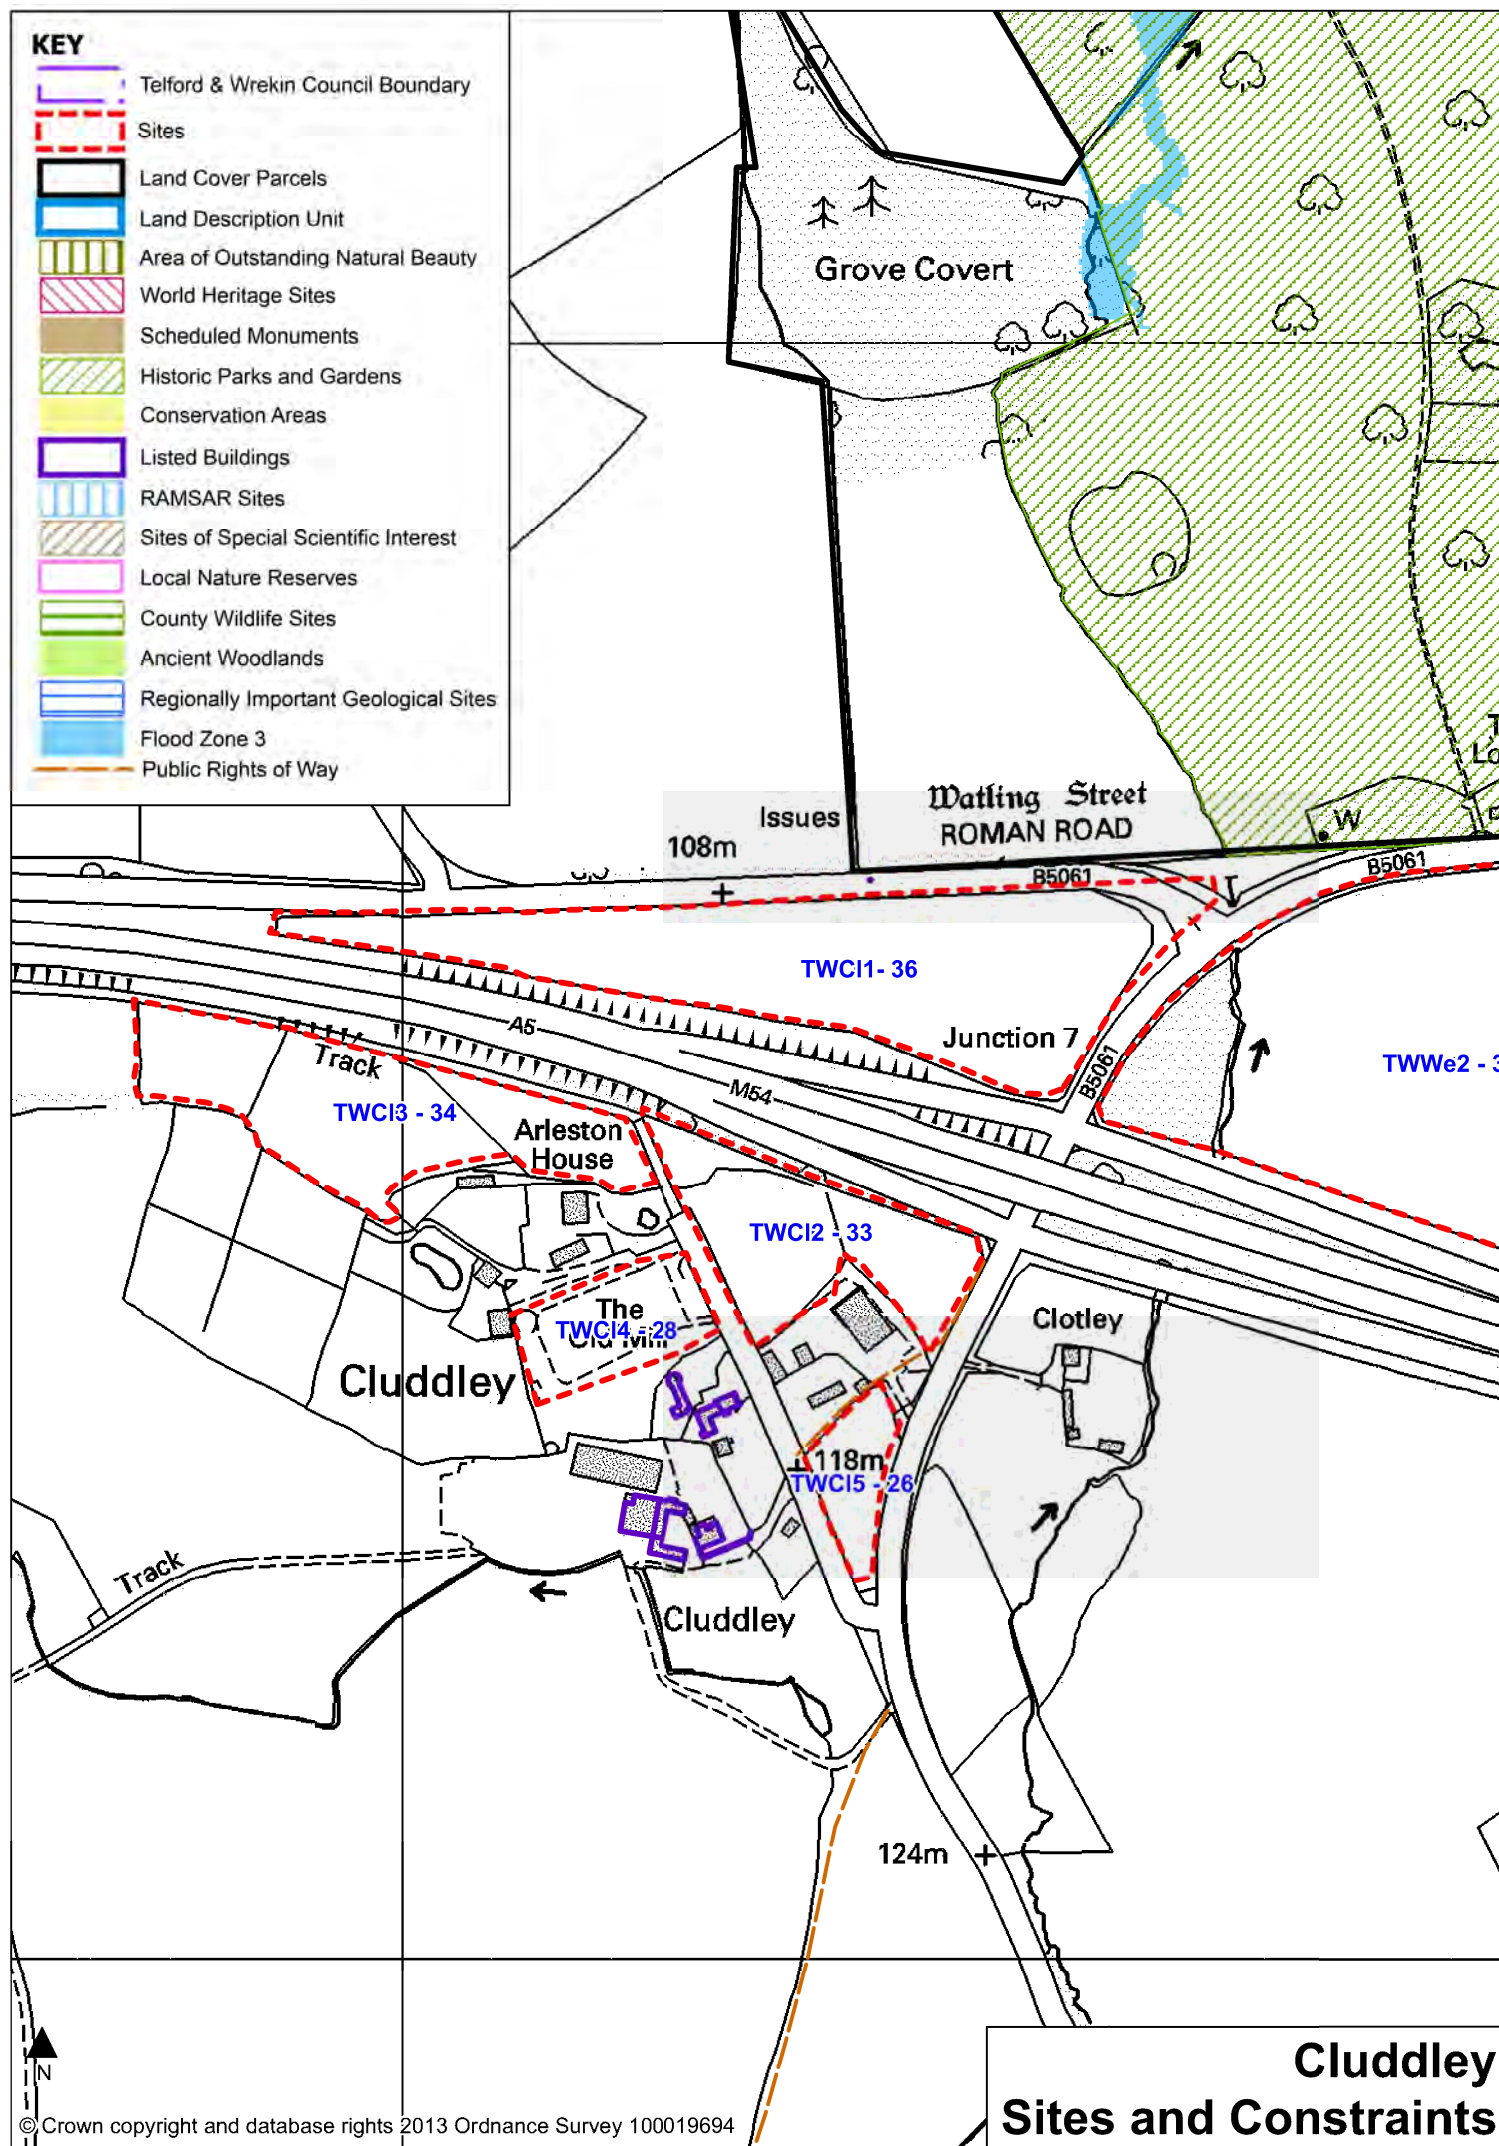 KEY
Telford & Wrekin Council Boundary
Sites
Land Cover Parcels
Land Description Unit
Area of Outstanding Natural Beauty
World Heritage Sites
Scheduled Monuments
Historic Parks and Gardens
Conservation Areas
Listed Buildings
RAMSAR Sites
Sites of Special Scientific Interest
Local Nature Reserves
County Wildlife Sites
Ancient Woodlands
Regionally Important Geological Sites
Flood Zone 3
Public Rights of Way
Grove Covert
Watling Street
ROMAN ROAD
Issues
108m
W
B5061
B5061
TWCl1- 36
A5
Junction 7
Track
M54
B5061
TWWe2 - 3
TWCl3 - 34
Arleston
House
TWCl2 - 33
The
Old Mill
TWCl4 - 28
Clotley
Cluddley
118m
TWCl5 - 26
Track
Cluddley
124m
N
© Crown copyright and database rights 2013 Ordnance Survey 100019694
Cluddley
Sites and Constraints